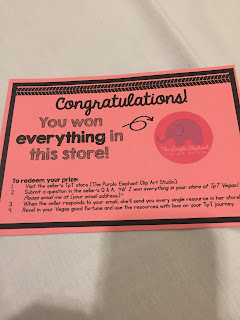 Congratulations!
You won
everything in
this store!
The Purple Elephant
To redeem your prize:
1. Visit the seller's TpT store (The Purple Elephant Clip Art Studio).
2. Submit a question in the seller's Q & A: "Hi! I won everything in your store at TpT Vegas!
Please email me at (your email address)."
3. When the seller responds to your email, she'll send you every single resource in her store!
4. Revel in your Vegas good fortune and use the resources with love on your TpT journey.